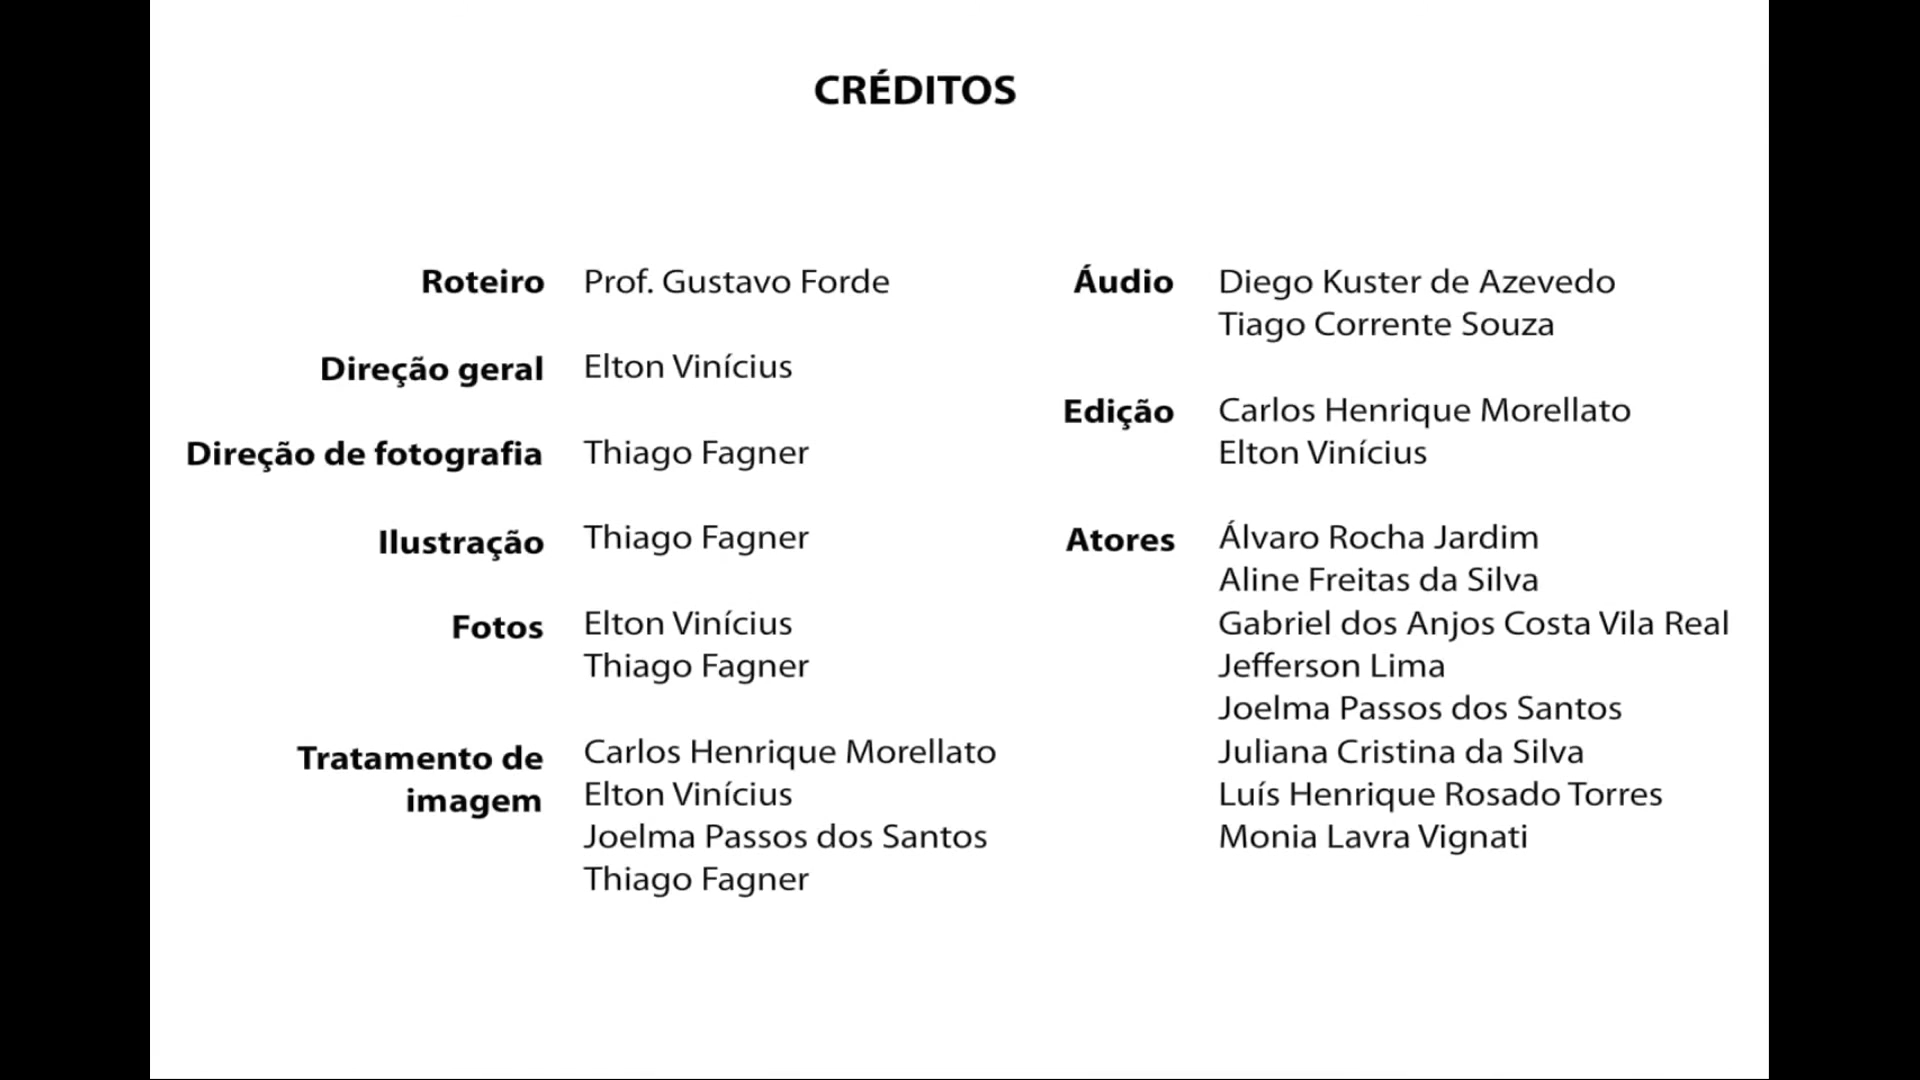 CRÉDITOS
Roteiro Prof. Gustavo Forde
Direção geral Elton Vinícius
Direção de fotografia Thiago Fagner
Ilustração Thiago Fagner
Fotos Elton Vinícius
Thiago Fagner
Tratamento de Carlos Henrique Morellato
imagem Elton Vinícius
Joelma Passos dos Santos
Thiago Fagner
Áudio Diego Kuster de Azevedo
Tiago Corrente Souza
Edição Carlos Henrique Morellato
Elton Vinícius
Atores Álvaro Rocha Jardim
Aline Freitas da Silva
Gabriel dos Anjos Costa Vila Real
Jefferson Lima
Joelma Passos dos Santos
Juliana Cristina da Silva
Luís Henrique Rosado Torres
Monia Lavra Vignati